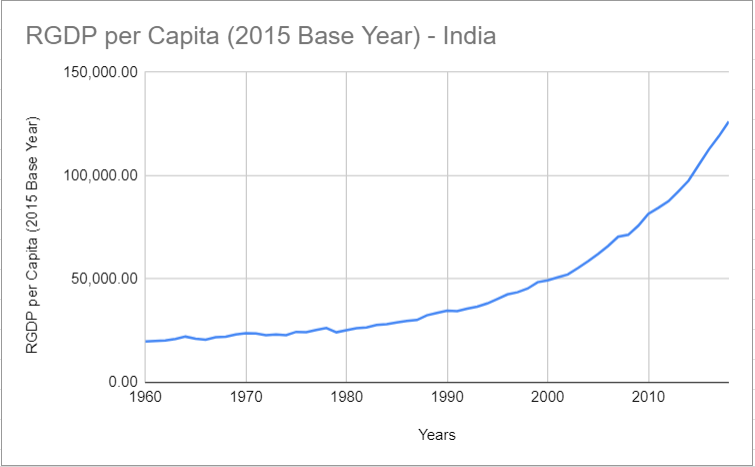 RGDP per Capita (2015 Base Year) - India
RGDP per Capita (2015 Base Year)
150,000.00
100,000.00
50,000.00
0.00
1960 1970 1980 1990 2000 2010
Years